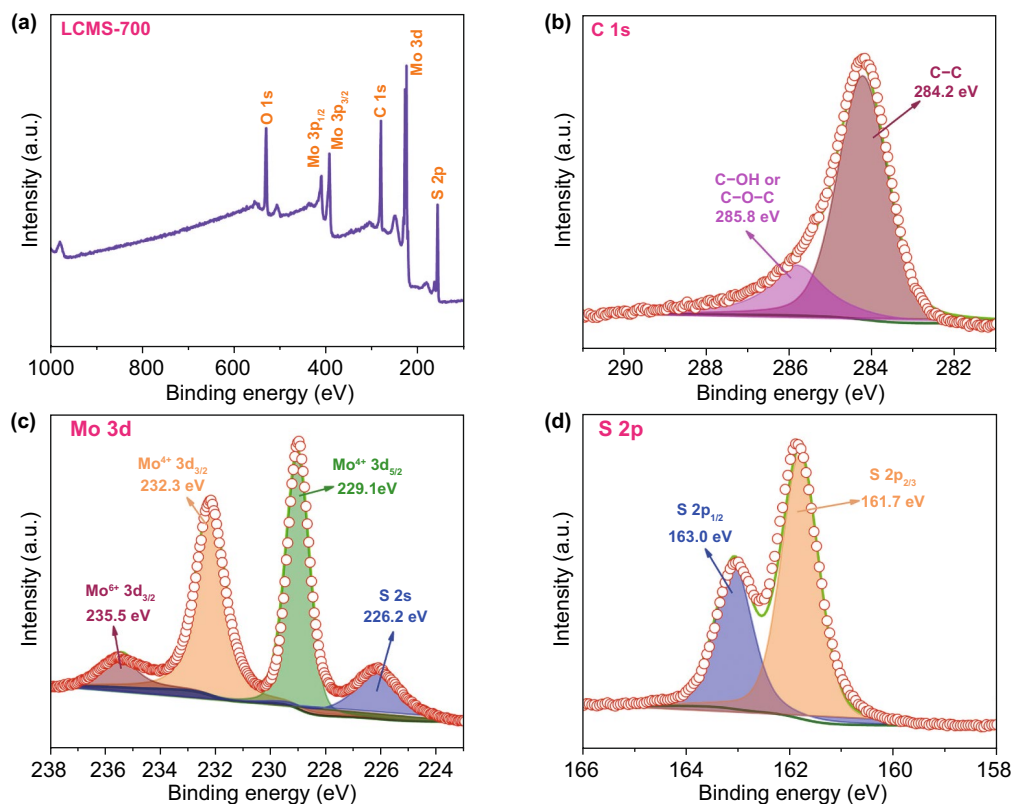 (a)
LCMS-700
O 1s
Mo 3p1/2
Mo 3p3/2
C 1s
Mo 3d
S 2p
Intensity (a.u.)
1000 800 600 400 200
Binding energy (eV)
(b)
C 1s
C−C
284.2 eV
C−OH or
C−O−C
285.8 eV
Intensity (a.u.)
290 288 286 284 282
Binding energy (eV)
(c)
Mo 3d
Mo⁴⁺ 3d3/2
232.3 eV
Mo⁴⁺ 3d5/2
229.1eV
Mo⁶⁺ 3d3/2
235.5 eV
S 2s
226.2 eV
Intensity (a.u.)
238 236 234 232 230 228 226 224
Binding energy (eV)
(d)
S 2p
S 2p2/3
161.7 eV
S 2p1/2
163.0 eV
Intensity (a.u.)
166 164 162 160 158
Binding energy (eV)